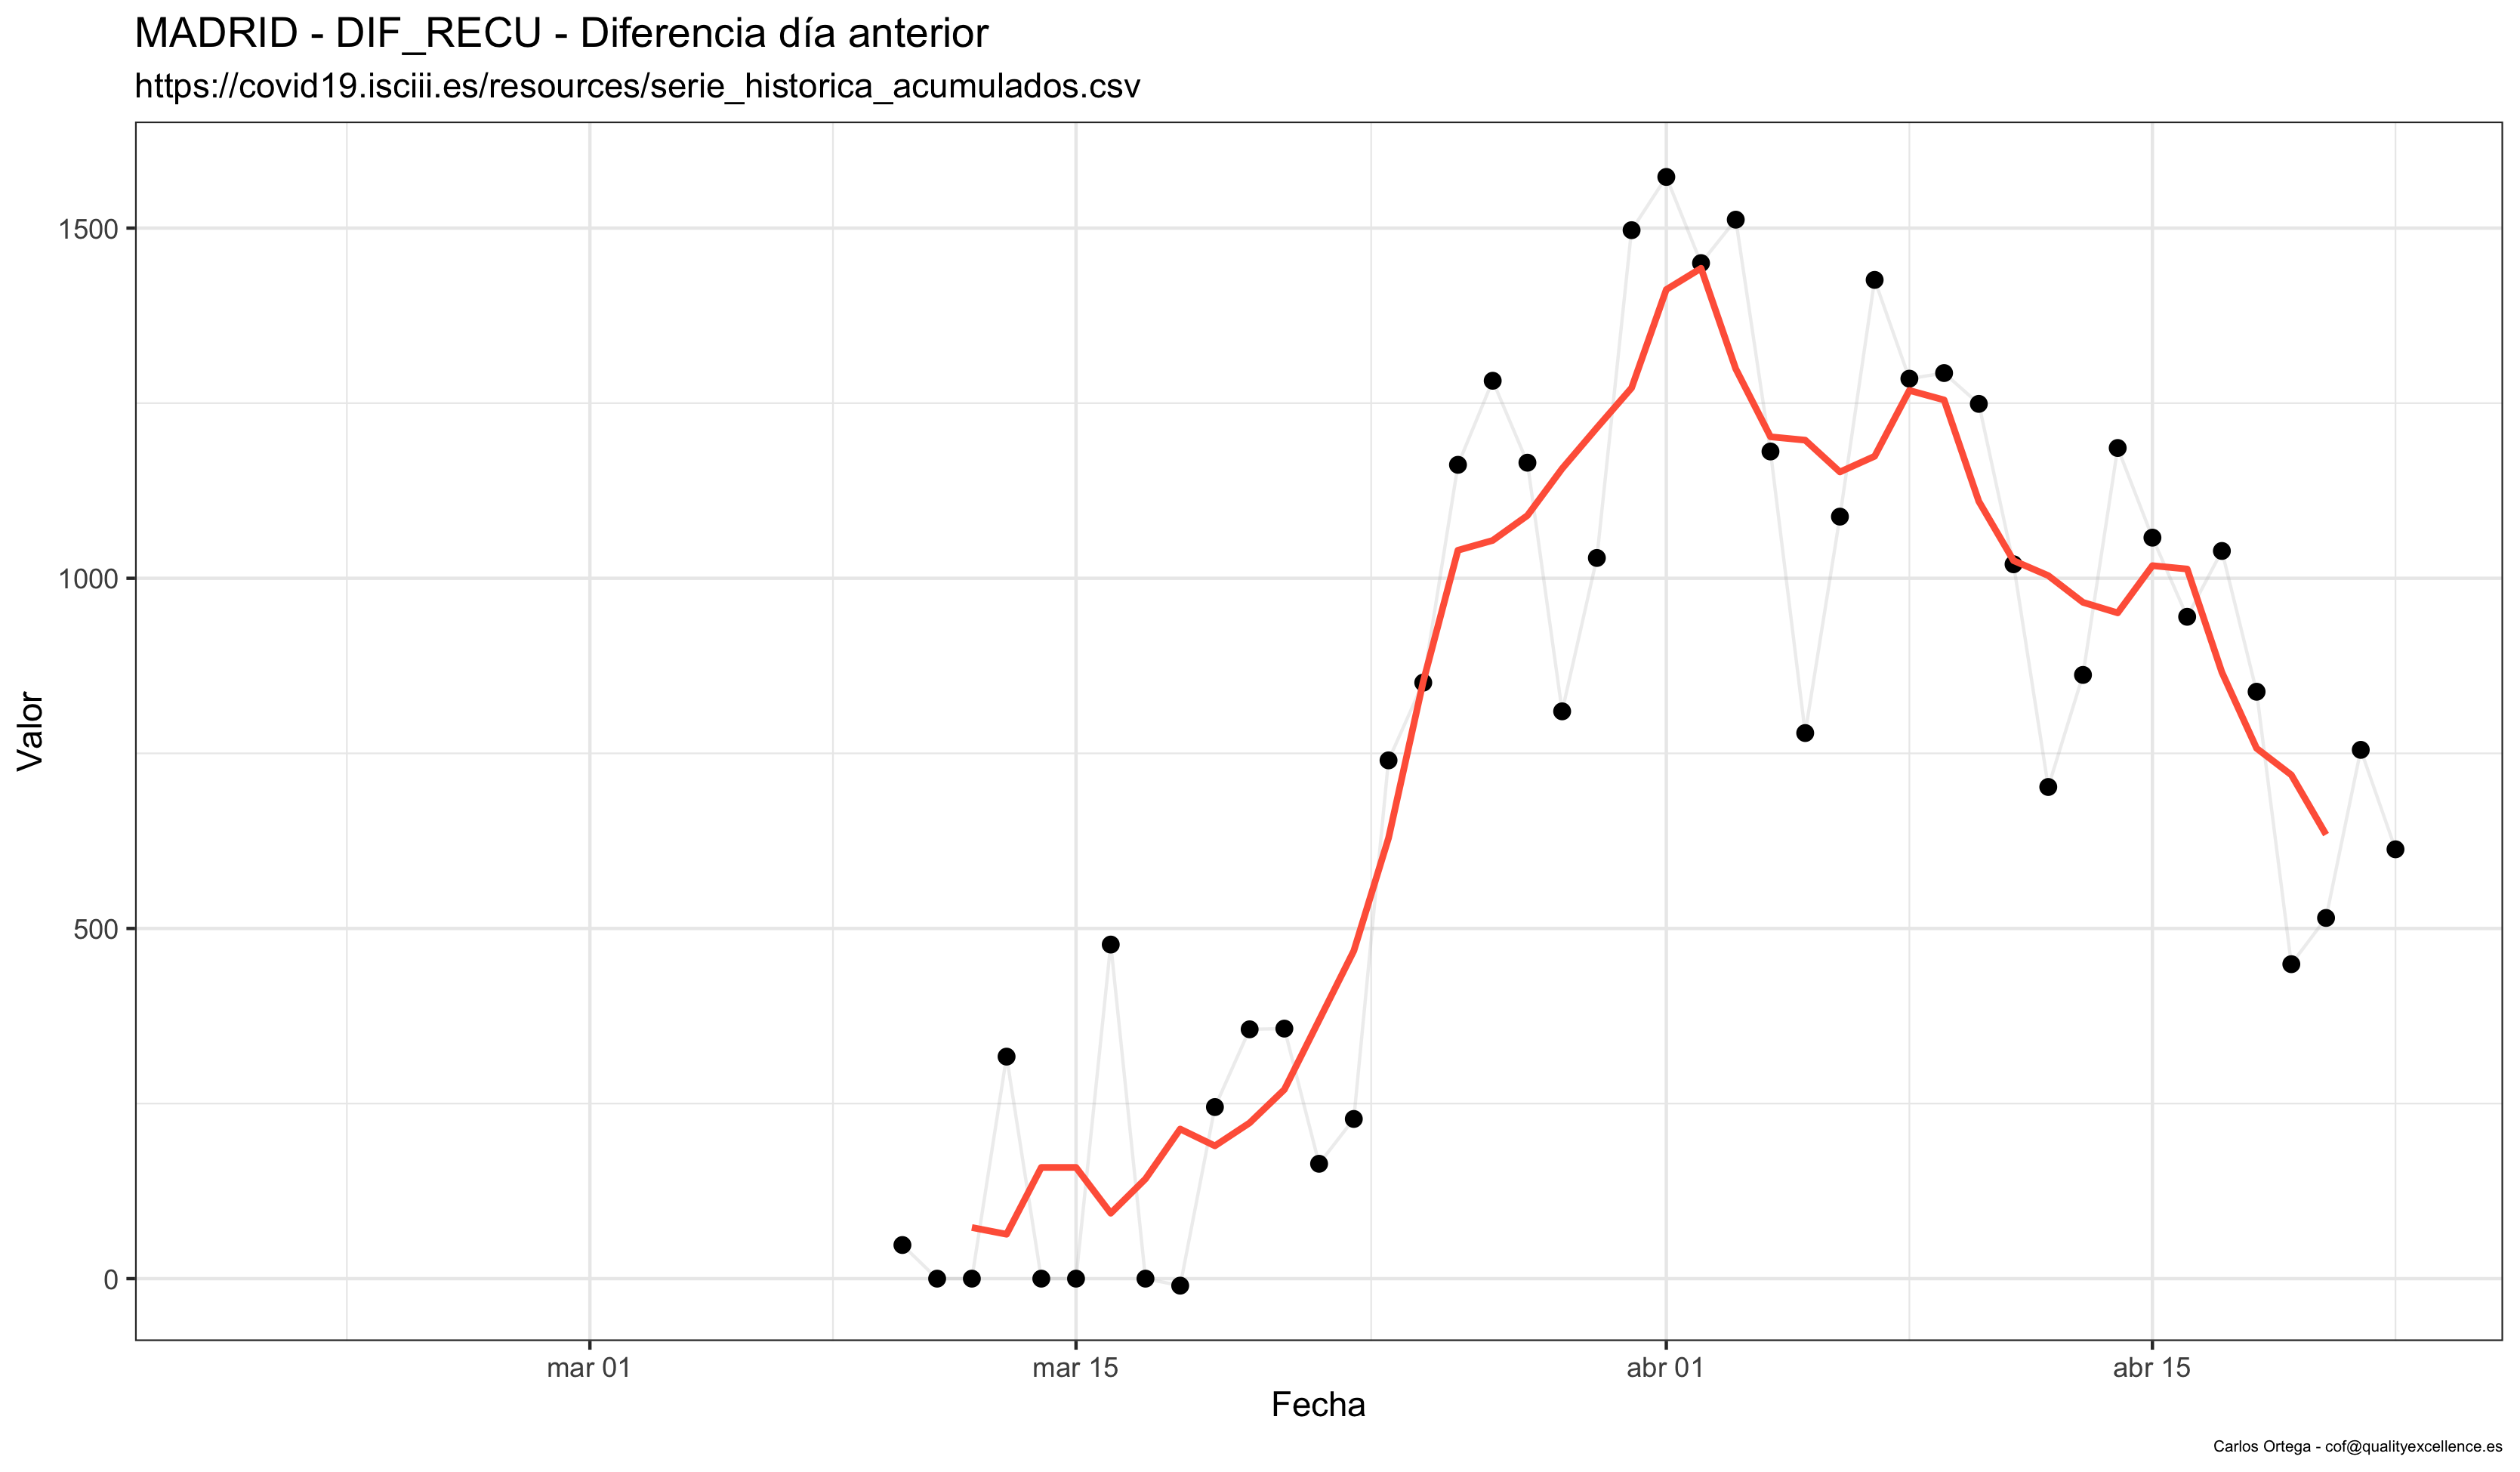 MADRID - DIF_RECU - Diferencia día anterior
https://covid19.isciii.es/resources/serie_historica_acumulados.csv
1500
1000
500
0
Valor
mar 01
mar 15
abr 01
abr 15
Fecha
Carlos Ortega - cof@qualityexcellence.es